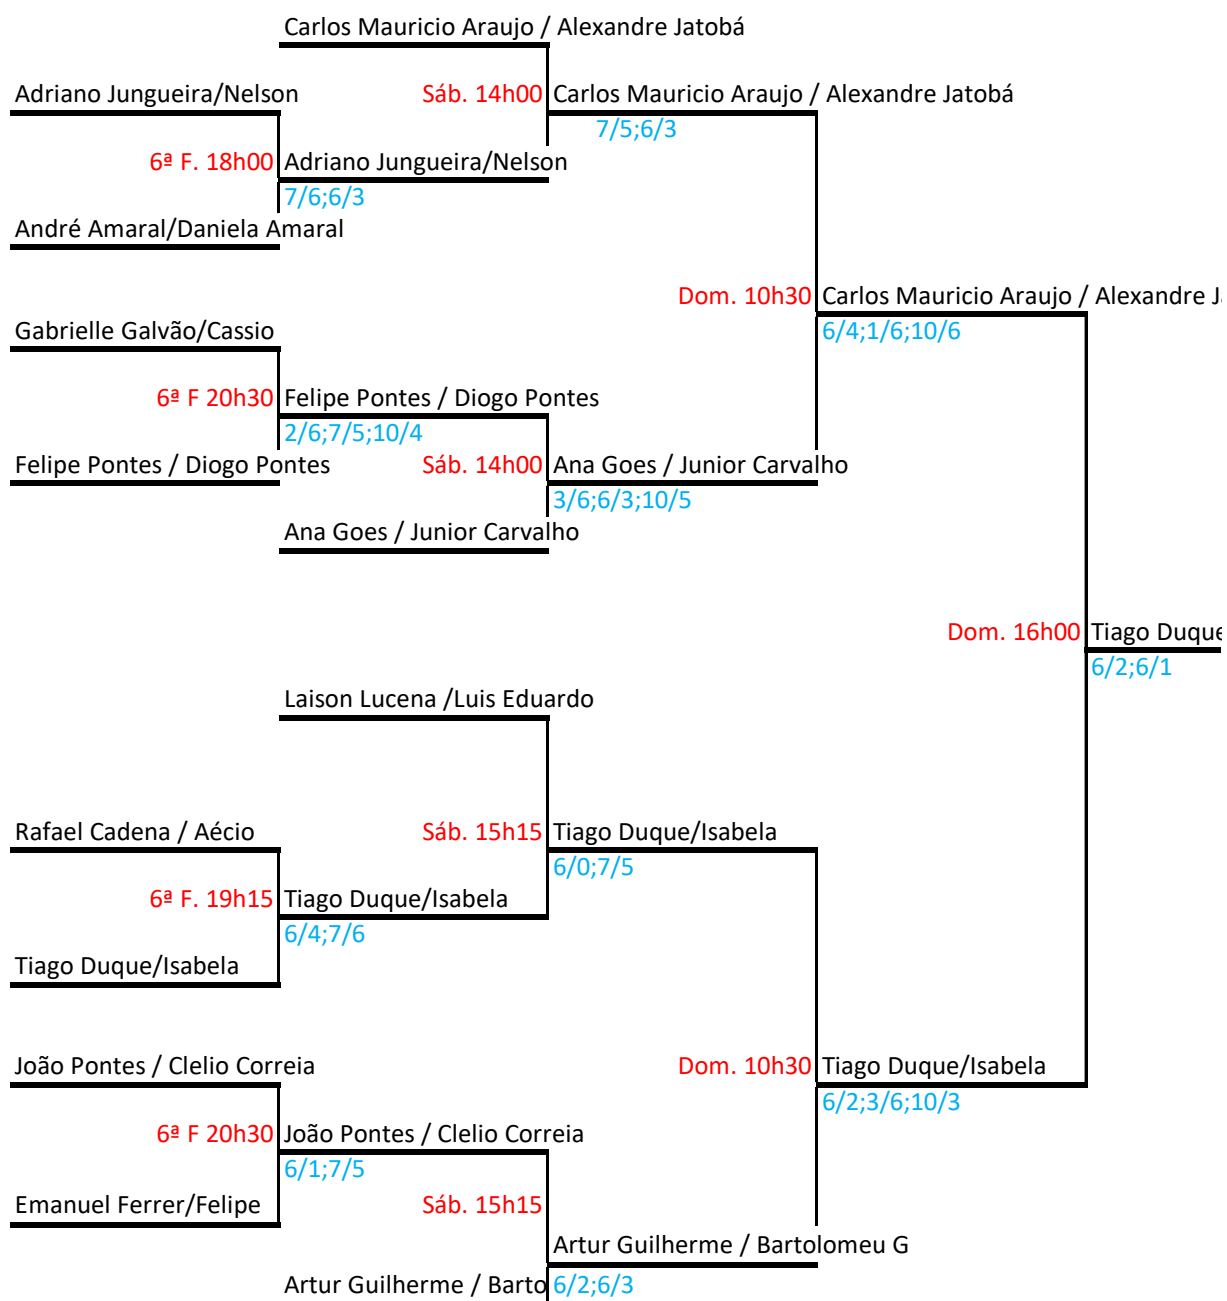 Carlos Mauricio Araujo / Alexandre Jatobá
Adriano Jungueira/Nelson
Sáb. 14h00
Carlos Mauricio Araujo / Alexandre Jatobá
7/5;6/3
6ª F. 18h00
Adriano Jungueira/Nelson
7/6;6/3
André Amaral/Daniela Amaral
Dom. 10h30
Carlos Mauricio Araujo / Alexandre J
6/4;1/6;10/6
Gabrielle Galvão/Cassio
6ª F 20h30
Felipe Pontes / Diogo Pontes
2/6;7/5;10/4
Felipe Pontes / Diogo Pontes
Sáb. 14h00
Ana Goes / Junior Carvalho
3/6;6/3;10/5
Ana Goes / Junior Carvalho
Dom. 16h00
Tiago Duque
6/2;6/1
Laison Lucena /Luis Eduardo
Rafael Cadena / Aécio
Sáb. 15h15
Tiago Duque/Isabela
6/0;7/5
6ª F. 19h15
Tiago Duque/Isabela
6/4;7/6
Tiago Duque/Isabela
João Pontes / Clelio Correia
Dom. 10h30
Tiago Duque/Isabela
6/2;3/6;10/3
6ª F 20h30
João Pontes / Clelio Correia
6/1;7/5
Emanuel Ferrer/Felipe
Sáb. 15h15
Artur Guilherme / Bartolomeu G
Artur Guilherme / Barto
6/2;6/3